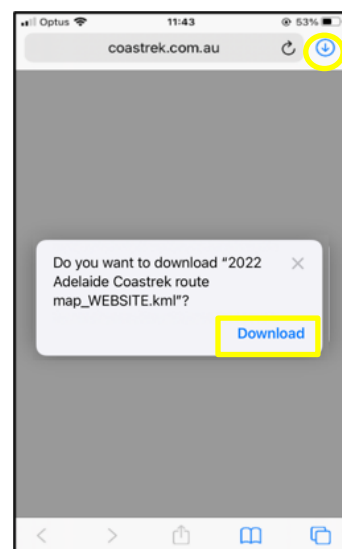 Optus 11:43 53%
coastrek.com.au
Do you want to download “2022
Adelaide Coastrek route
map_WEBSITE.kml”?
Download